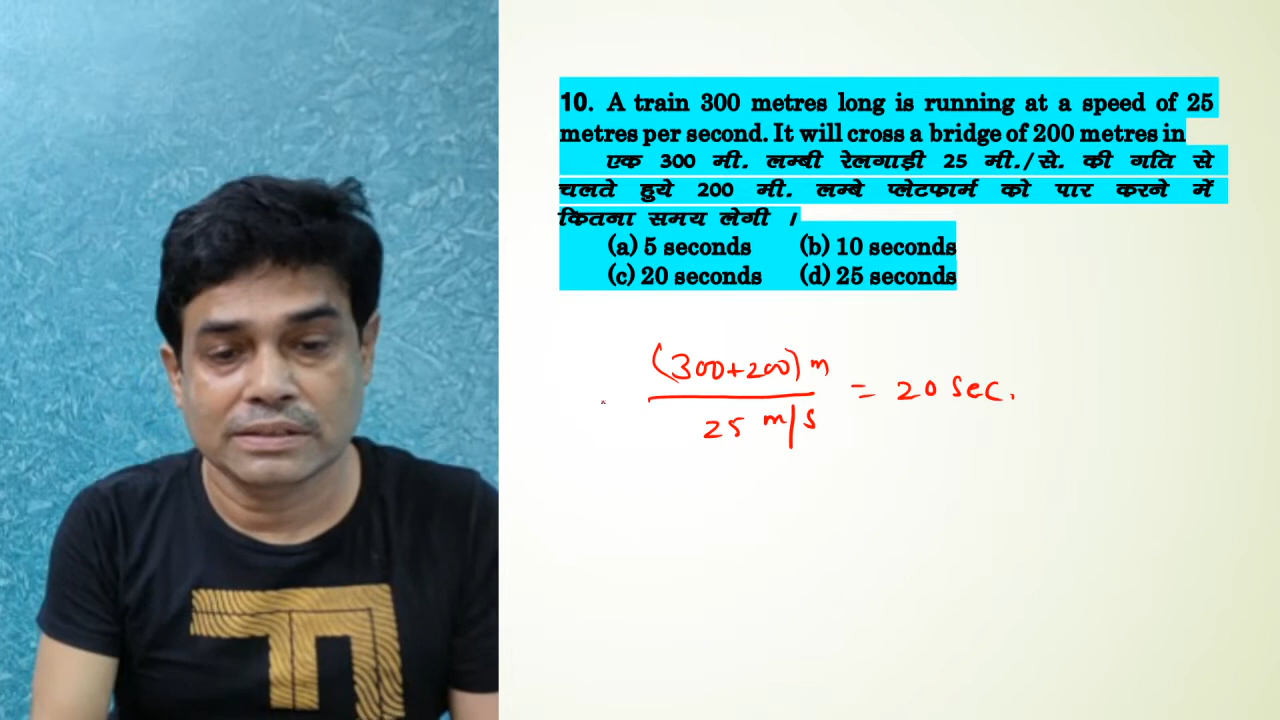 10. A train 300 metres long is running at a speed of 25
metres per second. It will cross a bridge of 200 metres in
एक 300 मी. लम्बी रेलगाड़ी 25 मी./से. की गति से
चलते हुये 200 मी. लम्बे प्लेटफार्म को पार करने में
कितना समय लेगी ।
(a) 5 seconds (b) 10 seconds
(c) 20 seconds (d) 25 seconds
(300+200) m
25 m/s
= 20 sec.